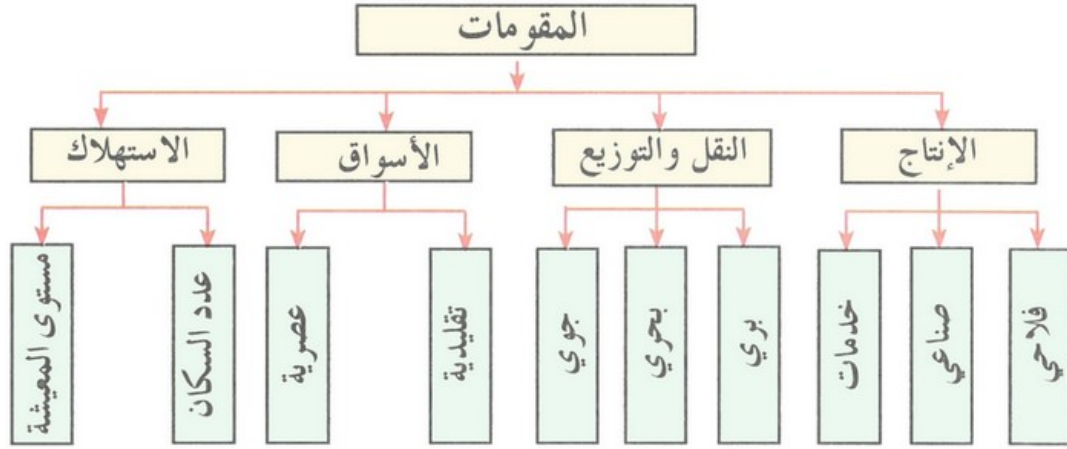 المقومات
الإنتاج
النقل والتوزيع
الأسواق
الاستهلاك
فلاحي
صناعي
خدمات
بري
بحري
جوي
تقليدية
عصرية
عدد السكان
مستوى المعيشة